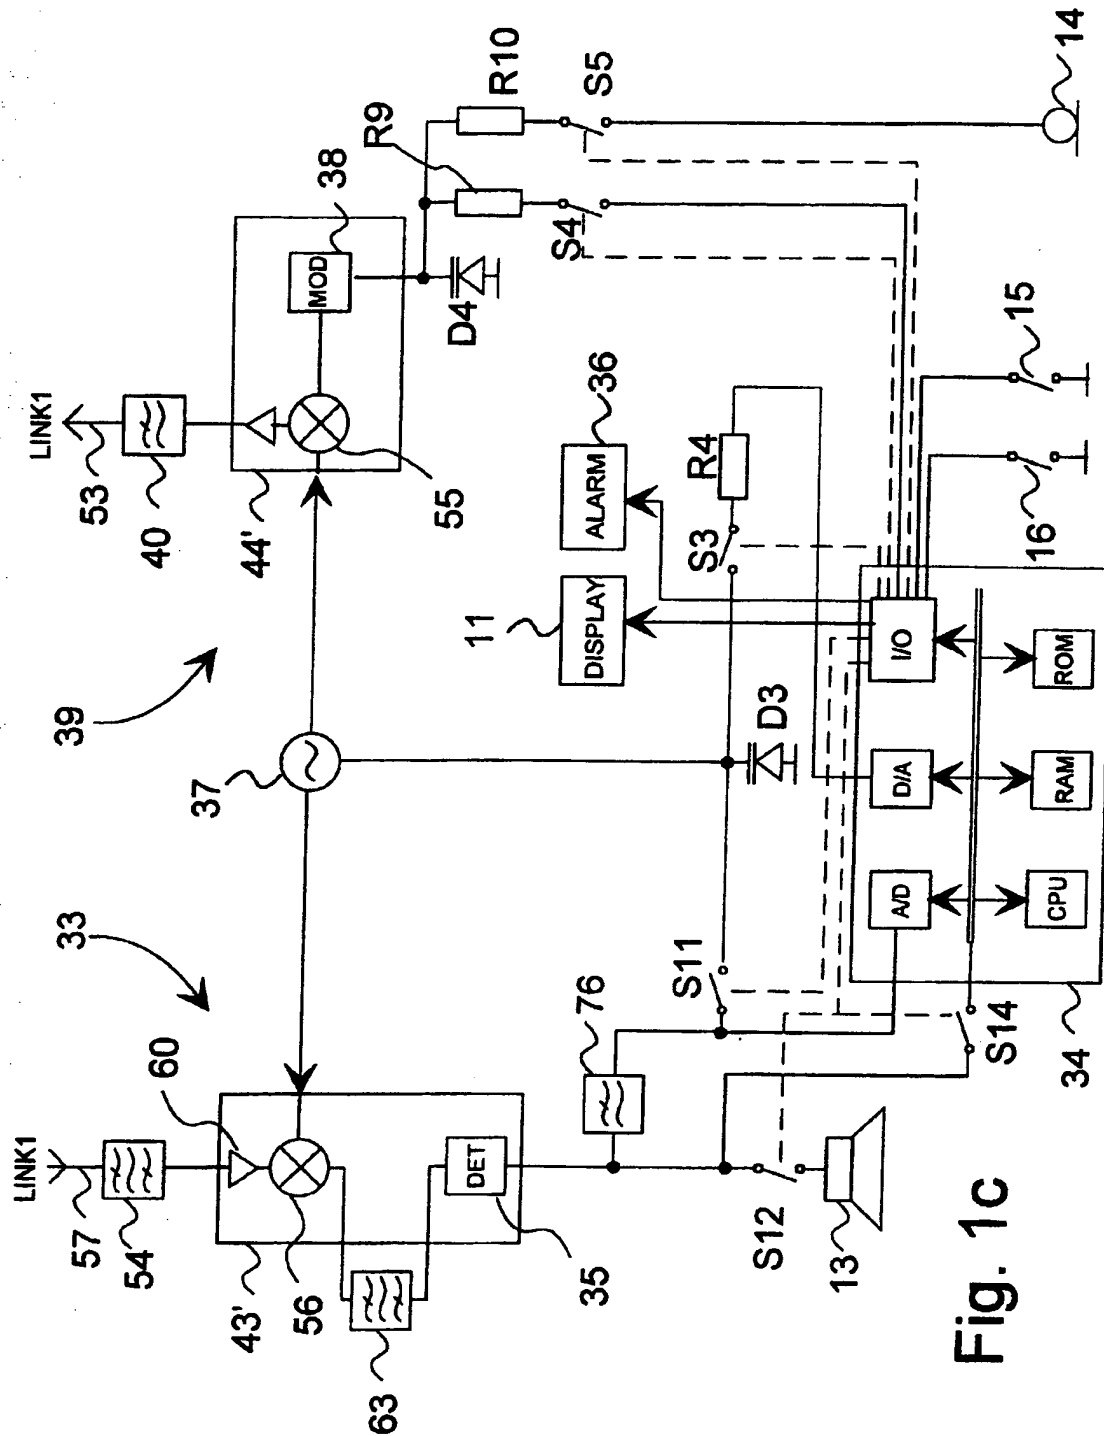 LINK1
57
54
43'
60
56
63
DET
35
33
37
39
LINK1
53
40
44'
55
MOD
38
D4
R9
R10
S4
S5
14
76
S11
S12
13
S14
34
D3
S3
R4
11
DISPLAY
ALARM
36
A/D
D/A
I/O
CPU
RAM
ROM
16
15
Fig. 1c